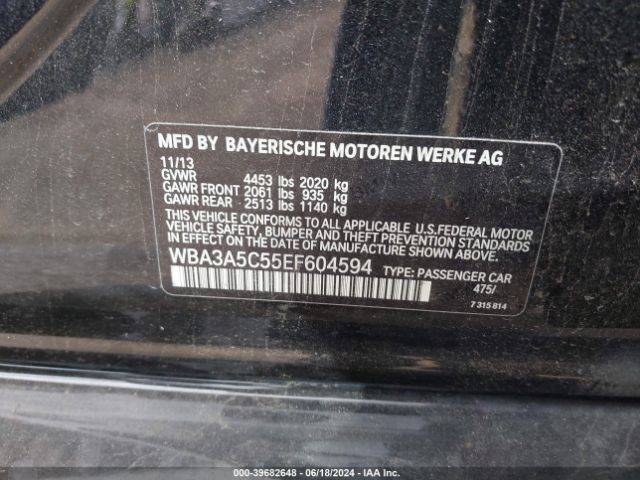 MFD BY BAYERISCHE MOTOREN WERKE AG
11/13
GVWR 4453 lbs 2020 kg
GAWR FRONT 2061 lbs 935 kg
GAWR REAR - 2513 lbs 1140 kg
THIS VEHICLE CONFORMS TO ALL APPLICABLE U.S.FEDERAL MOTOR
VEHICLE SAFETY, BUMPER, AND THEFT PREVENTION
STANDARDS IN EFFECT ON THE DATE OF MANUFACTURE SHOWN
ABOVE.
WBA3A5C55EF604594 TYPE: PASSENGER CAR
475/
7 315 814
000-39682648 - 06/18/2024 - IAA Inc.